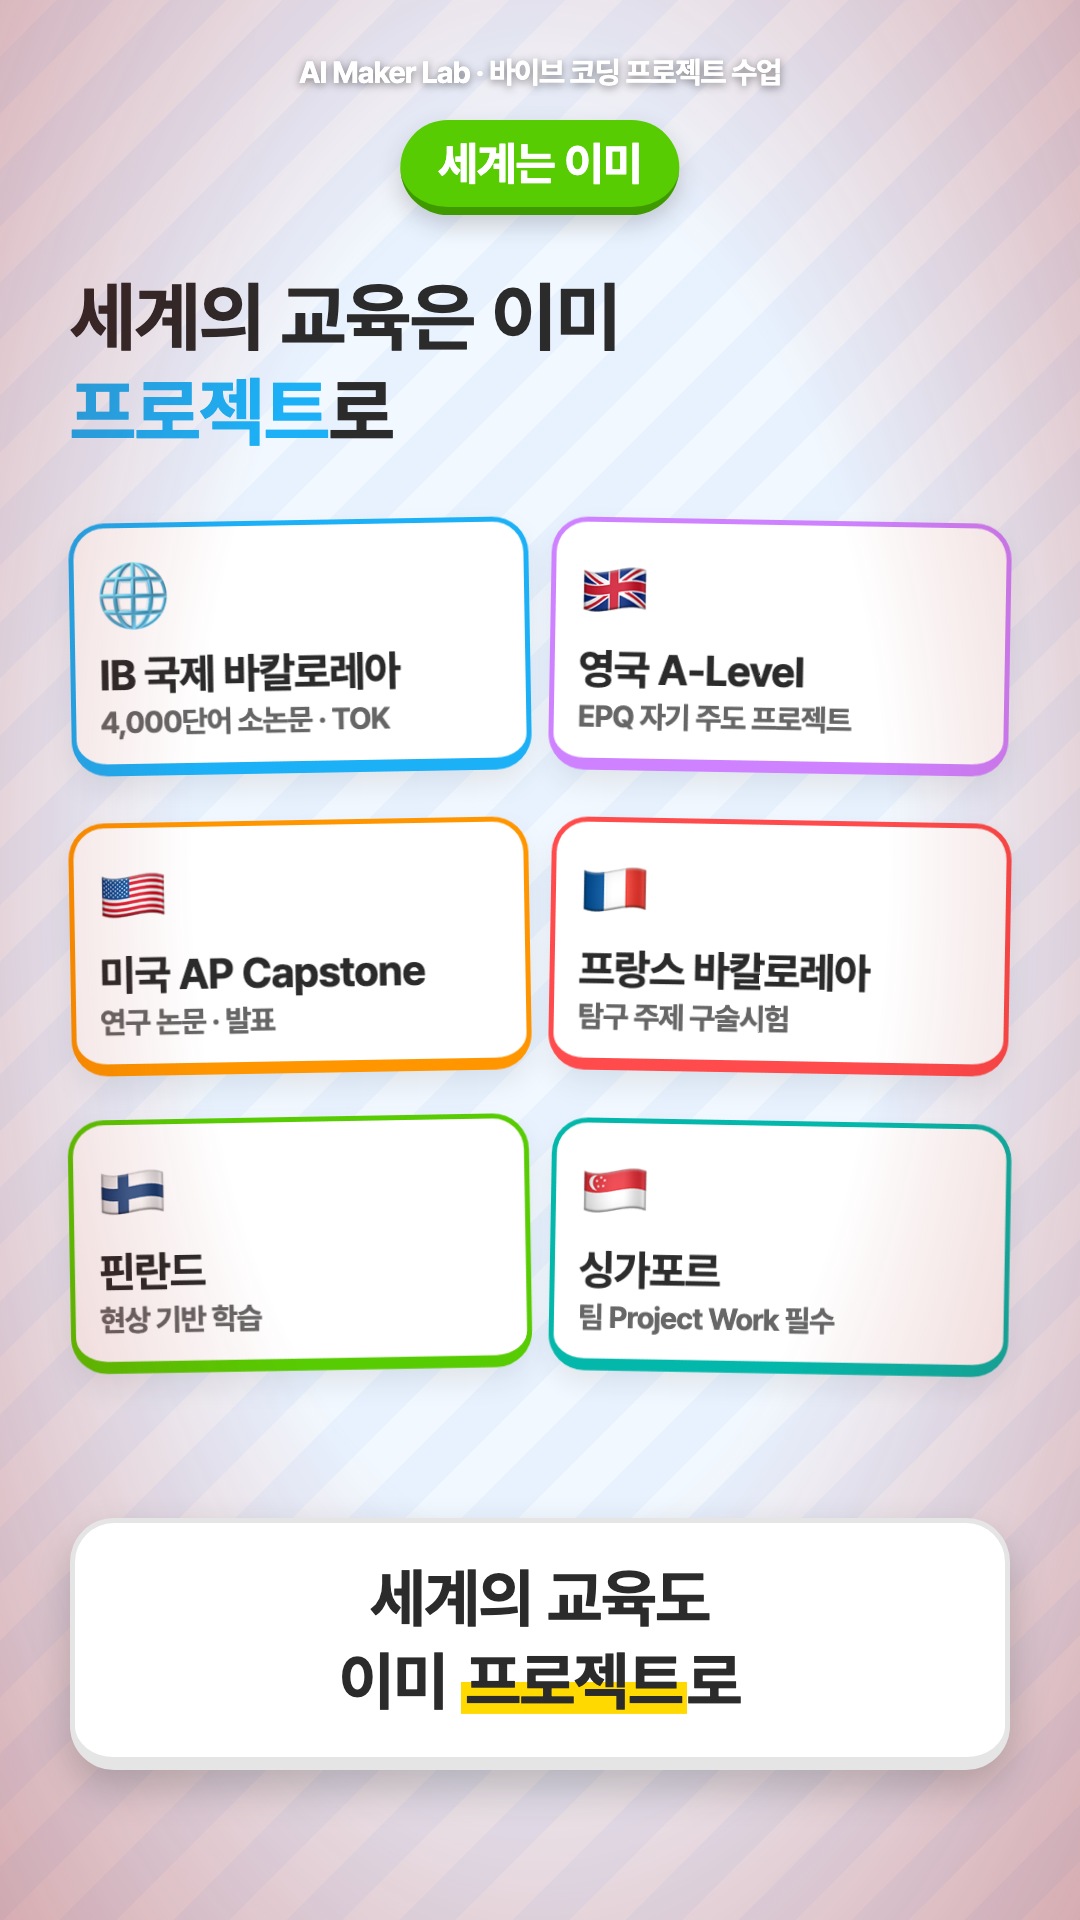 AI Maker Lab · 바이브 코딩 프로젝트 수업
세계는 이미
세계의 교육은 이미
프로젝트로
IB 국제 바칼로레아
4,000단어 소논문 · TOK
영국 A-Level
EPQ 자기 주도 프로젝트
미국 AP Capstone
연구 논문 · 발표
프랑스 바칼로레아
탐구 주제 구술시험
핀란드
현상 기반 학습
싱가포르
팀 Project Work 필수
세계의 교육도
이미 프로젝트로